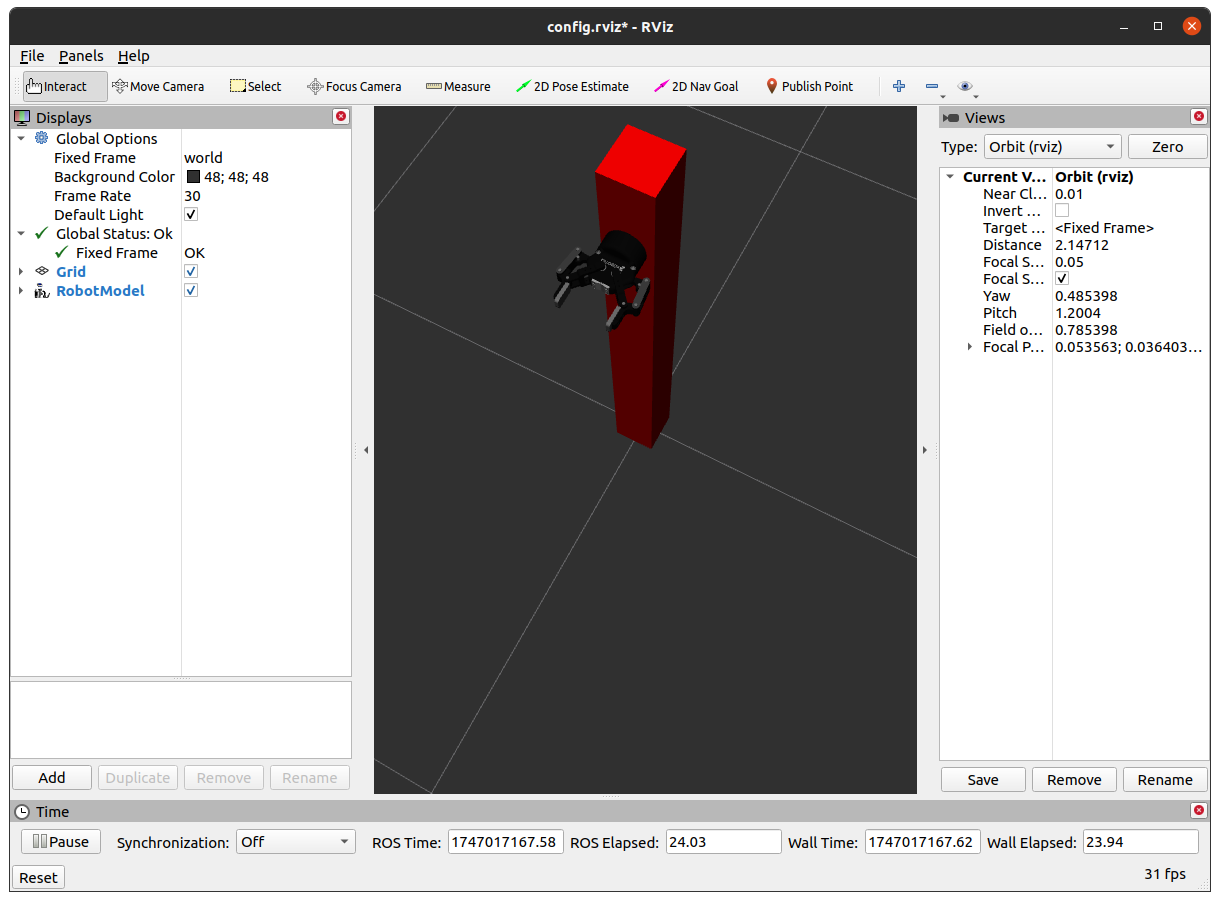 config.rviz* - RViz
File Panels Help
Interact Move Camera Select Focus Camera Measure 2D Pose Estimate 2D Nav Goal Publish Point
Displays
Global Options
Fixed Frame world
Background Color 48; 48; 48
Frame Rate 30
Default Light
Global Status: Ok
Fixed Frame OK
Grid
RobotModel
Add Duplicate Remove Rename
Views
Type: Orbit (rviz) Zero
Current V... Orbit (rviz)
Near Cl... 0.01
Invert ...
Target ... <Fixed Frame>
Distance 2.14712
Focal S... 0.05
Focal S...
Yaw 0.485398
Pitch 1.2004
Field o... 0.785398
Focal P... 0.053563; 0.036403...
Save Remove Rename
Time
Pause Synchronization: Off ROS Time: 1747017167.58 ROS Elapsed: 24.03 Wall Time: 1747017167.62 Wall Elapsed: 23.94
Reset 31 fps